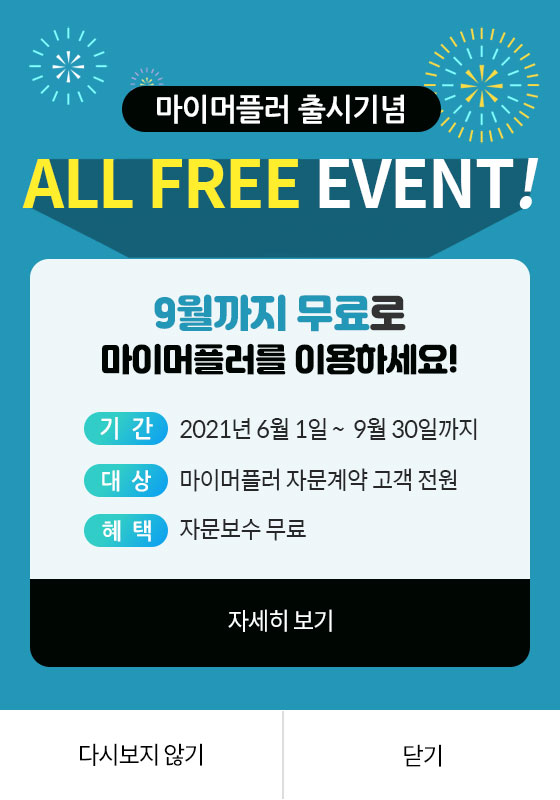 마이머플러 출시기념
ALL FREE EVENT!
9월까지 무료로
마이머플러를 이용하세요!
기 간 2021년 6월 1일 ~ 9월 30일까지
대 상 마이머플러 자문계약 고객 전원
혜 택 자문보수 무료
자세히 보기
다시보지 않기 닫기